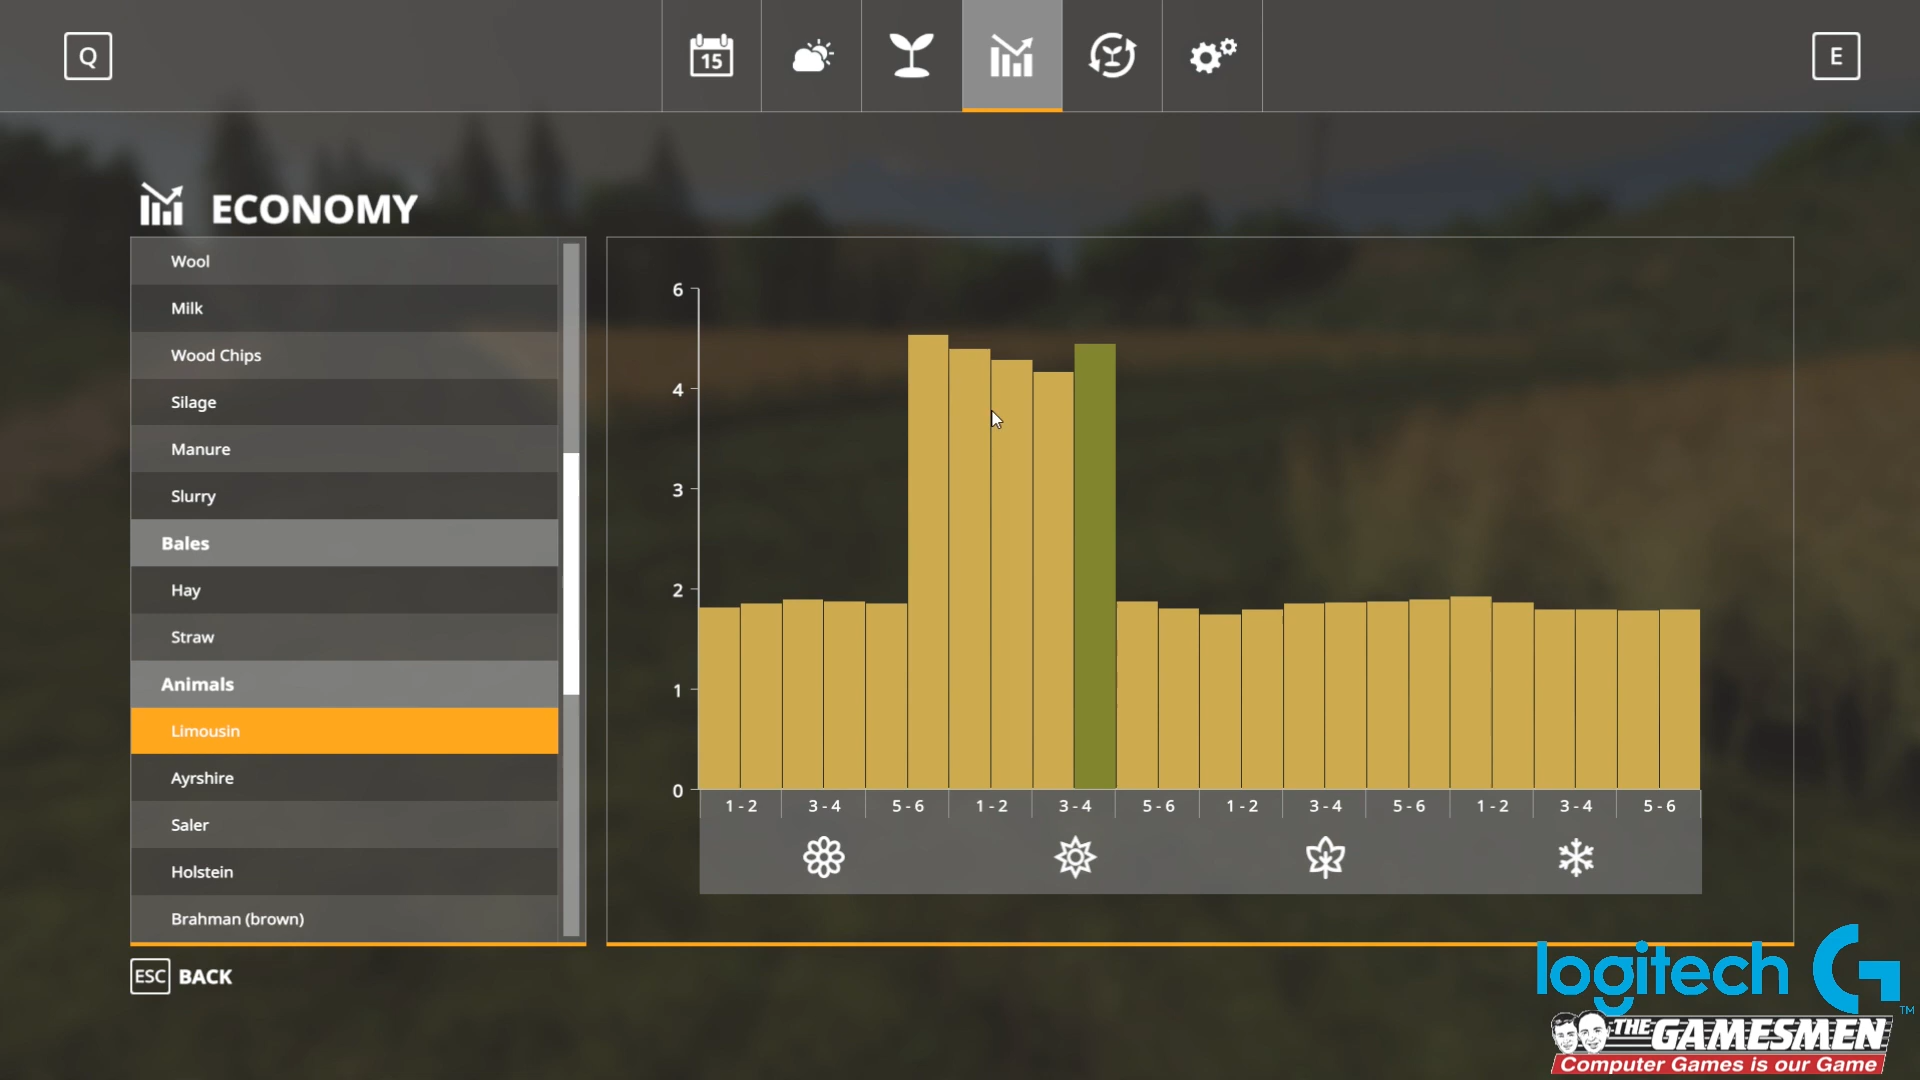 Q
15
E
ECONOMY
Wool
Milk
Wood Chips
Silage
Manure
Slurry
Bales
Hay
Straw
Animals
Limousin
Ayrshire
Saler
Holstein
Brahman (brown)
6
4
3
2
1
0
1 - 2 3 - 4 5 - 6 1 - 2 3 - 4 5 - 6 1 - 2 3 - 4 5 - 6 1 - 2 3 - 4 5 - 6
ESC BACK
logitech G TM
THE GAMESMEN
Computer Games is our Game